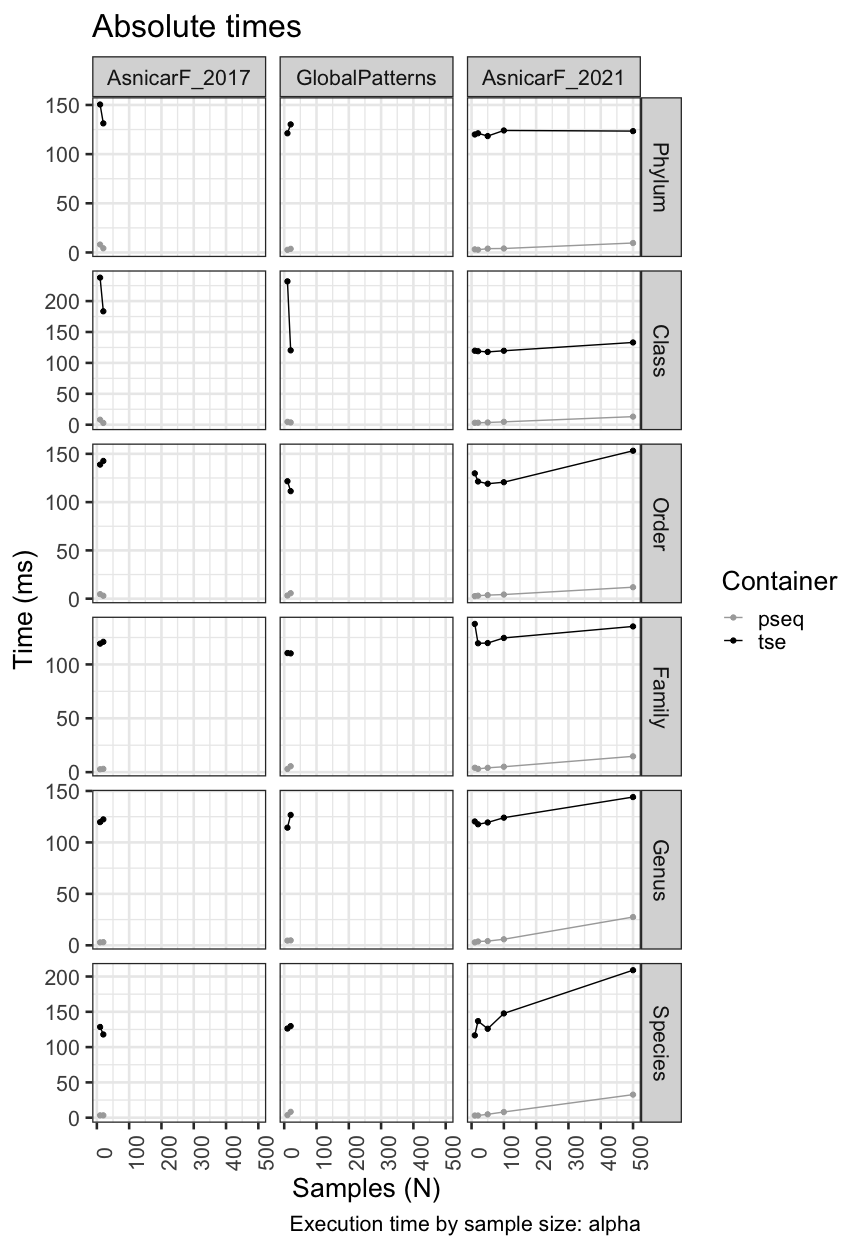 Absolute times
AsnicarF_2017 GlobalPatterns AsnicarF_2021
150
100
50
0
Phylum
200
150
100
50
0
Class
150
100
50
0
Order
100
50
0
Family
150
100
50
0
Genus
200
150
100
50
0
Species
Time (ms)
0 100 200 300 400 500 0 100 200 300 400 500 0 100 200 300 400 500
Samples (N)
Execution time by sample size: alpha
Container
pseq
tse